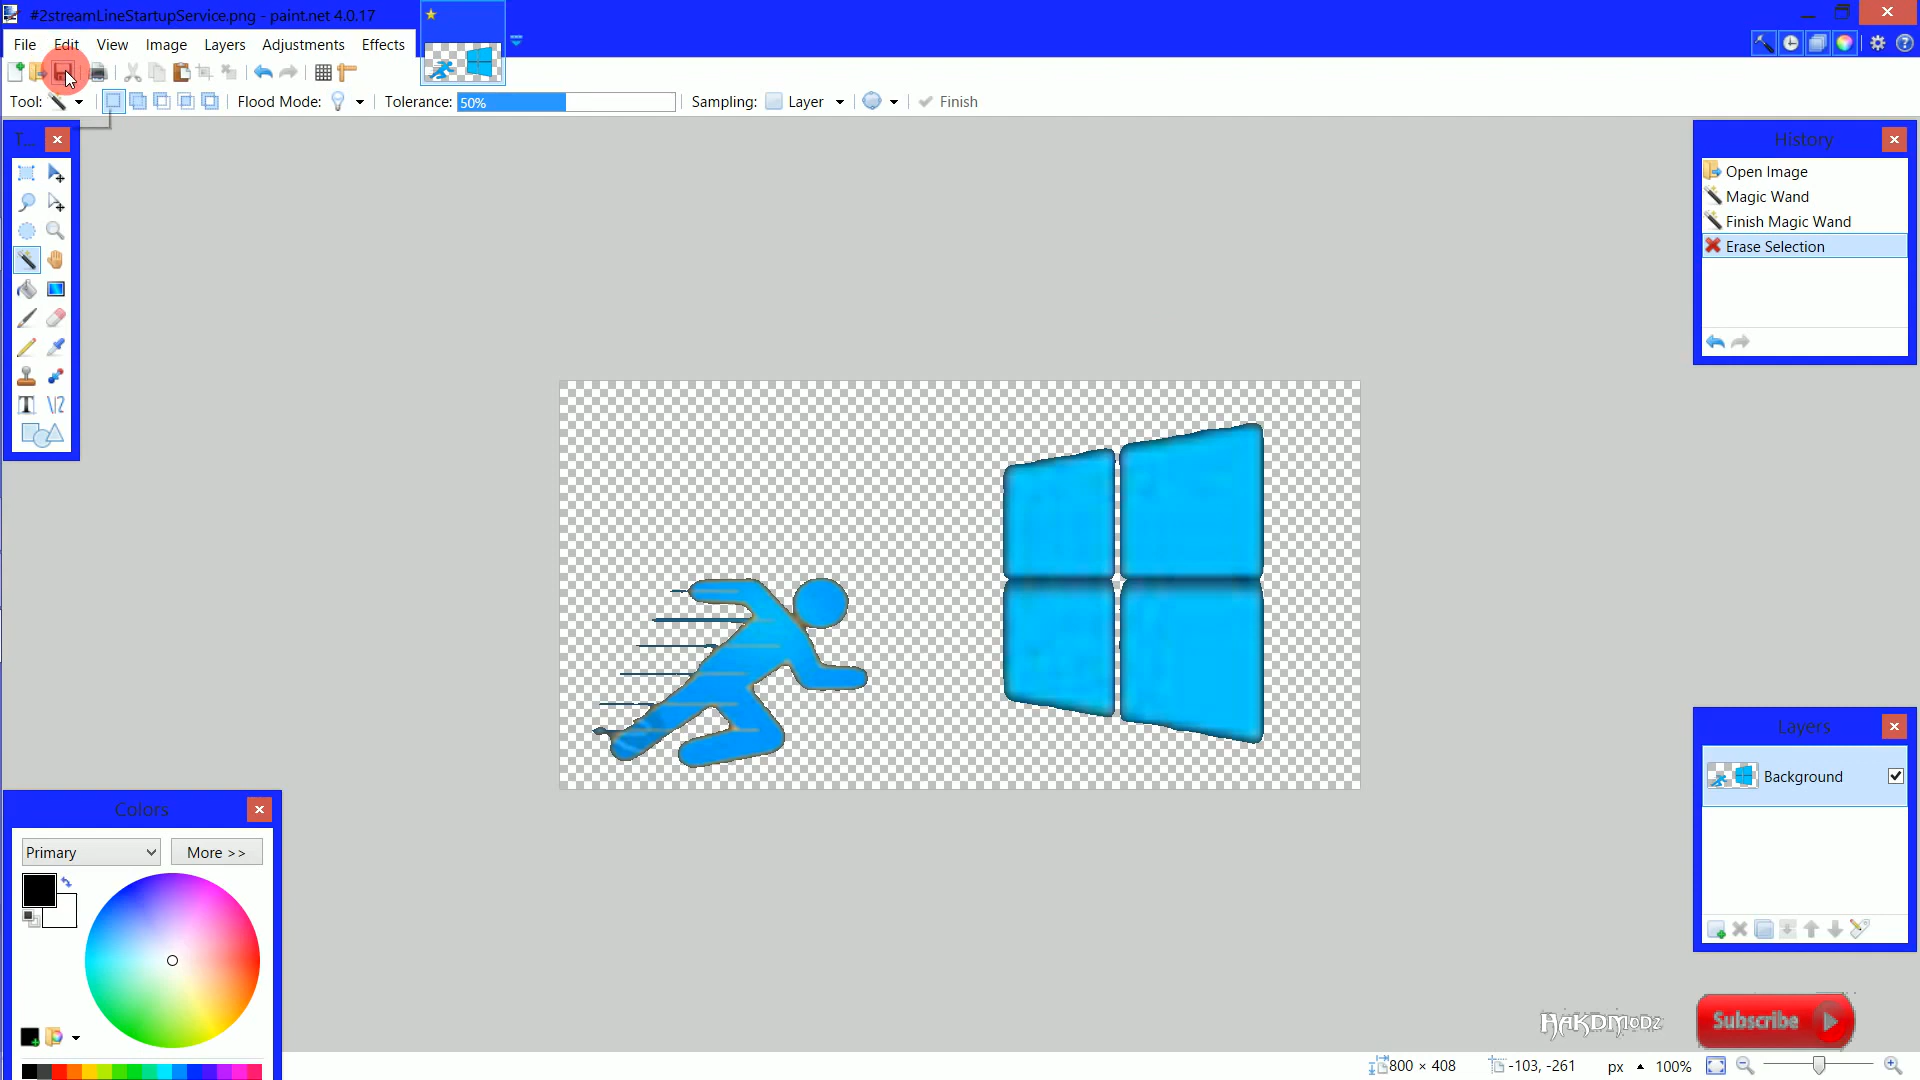 #2streamLineStartupService.png - paint.net 4.0.17
File Edit View Image Layers Adjustments Effects
Tool: Flood Mode: Tolerance: 50% Sampling: Layer Finish
T...
History
Open Image
Magic Wand
Finish Magic Wand
Erase Selection
Layers
Background
Colors
Primary More >>
HAKDMODZ
Subscribe
800 × 408 -103, -261 px 100%